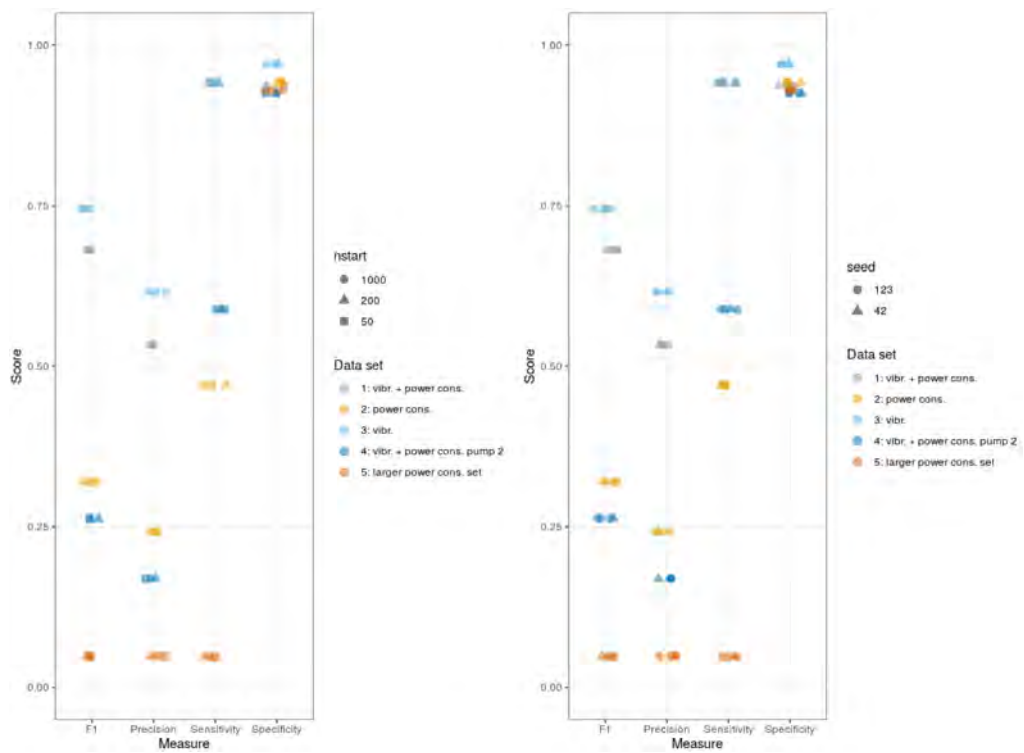 1.00
0.75
0.50
0.25
0.00
Score
F1 Precision Sensitivity Specificity
Measure
nstart
1000
200
50
Data set
1: vibr. + power cons.
2: power cons.
3: vibr.
4: vibr. + power cons. pump 2
5: larger power cons. set
1.00
0.75
0.50
0.25
0.00
Score
F1 Precision Sensitivity Specificity
Measure
seed
123
42
Data set
1: vibr. + power cons.
2: power cons.
3: vibr.
4: vibr. + power cons. pump 2
5: larger power cons. set